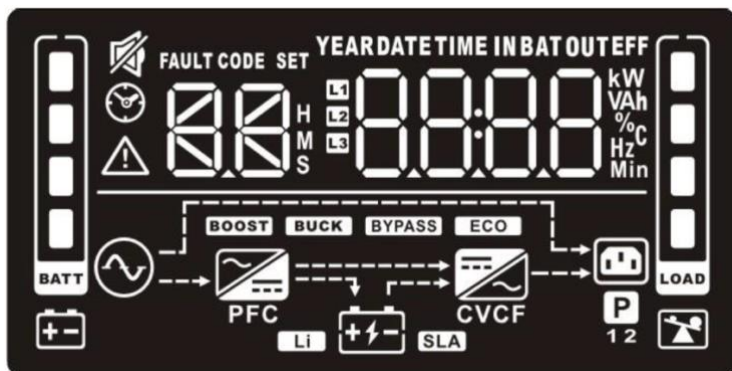 YEAR DATE TIME IN BAT OUT EFF
FAULT CODE SET
kW
L1
VAh
H
L2
%
°C
M
L3
Hz
S
Min
BOOST
BUCK
BYPASS
ECO
BATT
LOAD
PFC
CVCF
P
Li
SLA
1 2